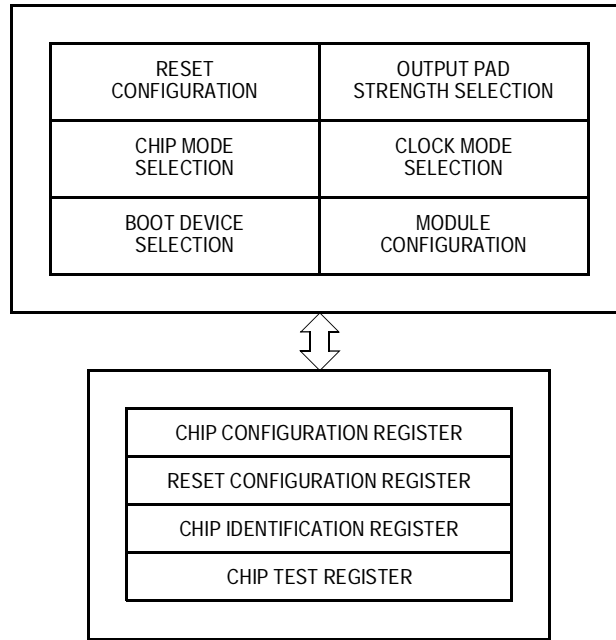 RESET
CONFIGURATION
OUTPUT PAD
STRENGTH SELECTION
CHIP MODE
SELECTION
CLOCK MODE
SELECTION
BOOT DEVICE
SELECTION
MODULE
CONFIGURATION
CHIP CONFIGURATION REGISTER
RESET CONFIGURATION REGISTER
CHIP IDENTIFICATION REGISTER
CHIP TEST REGISTER